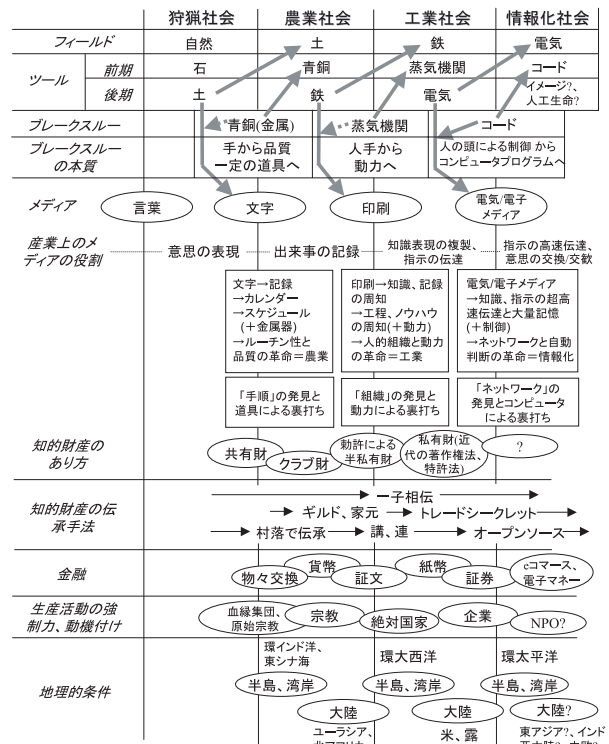 狩猟社会 農業社会 工業社会 情報化社会
フィールド 自然 土 鉄 電気
ツール 前期 石 青銅 蒸気機関 コード
後期 土 鉄 電気 イメージ?、
人工生命?
ブレークスルー 青銅(金属) 蒸気機関 コード
ブレークスルー
の本質
手から品質
一定の道具へ
人手から
動力へ
人の頭による制御 から
コンピュータプログラムへ
メディア 言葉 文字 印刷 電気/電子
メディア
産業上のメ
ディアの役割
意思の表現 出来事の記録 知識表現の複製、
指示の伝達
指示の高速伝達、
意思の交換/交歓
文字→記録
→カレンダー
→スケジュール
(+金属器)
→ルーチン性と
品質の革命=農業
印刷→知識、記録
の周知
→工程、ノウハウ
の周知(+動力)
→人的組織と動力
の革命=工業
電気/電子メディア
→知識、指示の超高
速伝達と大量記憶
(+制御)
→ネットワークと自動
判断の革命=情報化
「手順」の発見と
道具による裏打ち
「組織」の発見と
動力による裏打ち
「ネットワーク」の
発見とコンピュータ
による裏打ち
知的財産の
あり方
共有財 クラブ財
勅許による
半私有財
私有財(近
代の著作権法、
特許法)
?
知的財産の伝
承手法
一子相伝
ギルド、家元 トレードシークレット
村落で伝承 講、連 オープンソース
金融 物々交換 貨幣 証文 紙幣 証券 eコマース、
電子マネー
生産活動の強
制力、動機付け
血縁集団、
原始宗教
宗教 絶対国家 企業 NPO?
地理的条件
環インド洋、
東シナ海
環大西洋 環太平洋
半島、湾岸 半島、湾岸 半島、湾岸
大陸 大陸 大陸?
ユーラシア、
米、露
東アジア?、インド